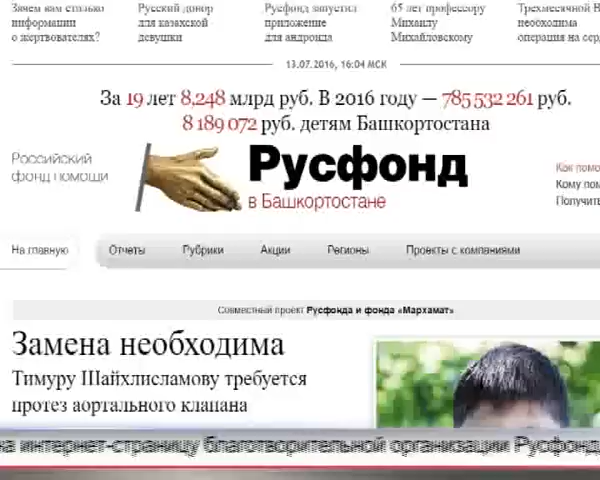 Зачем вам столько
информации
о жертвователях?
Русский донор
для казахской
девушки
Русфонд запустил
приложение
для андроида
65 лет профессору
Михаилу
Михайловскому
Трехмесячной В
необходима
операция на сер
13.07.2016, 16:04 МСК
За 19 лет 8,248 млрд руб. В 2016 году — 785 532 261 руб.
8 189 072 руб. детям Башкортостана
Российский
фонд помощи
Русфонд
в Башкортостане
Как помо
Кому пом
Получить
На главную Отчеты Рубрики Акции Регионы Проекты с компаниями
Совместный проект Русфонда и фонда «Мархамат»
Замена необходима
Тимуру Шайхлисламову требуется
протез аортального клапана
на интернет-страницу благотворительной организации Русфонд